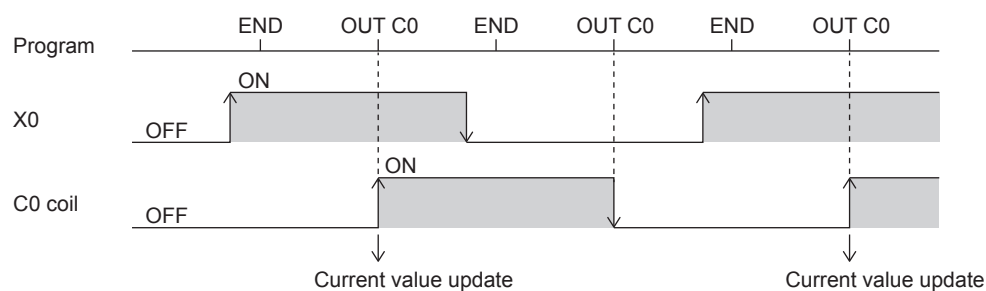 END OUT C0 END OUT C0 END OUT C0
Program
ON
X0
OFF
ON
C0 coil
OFF
Current value update Current value update